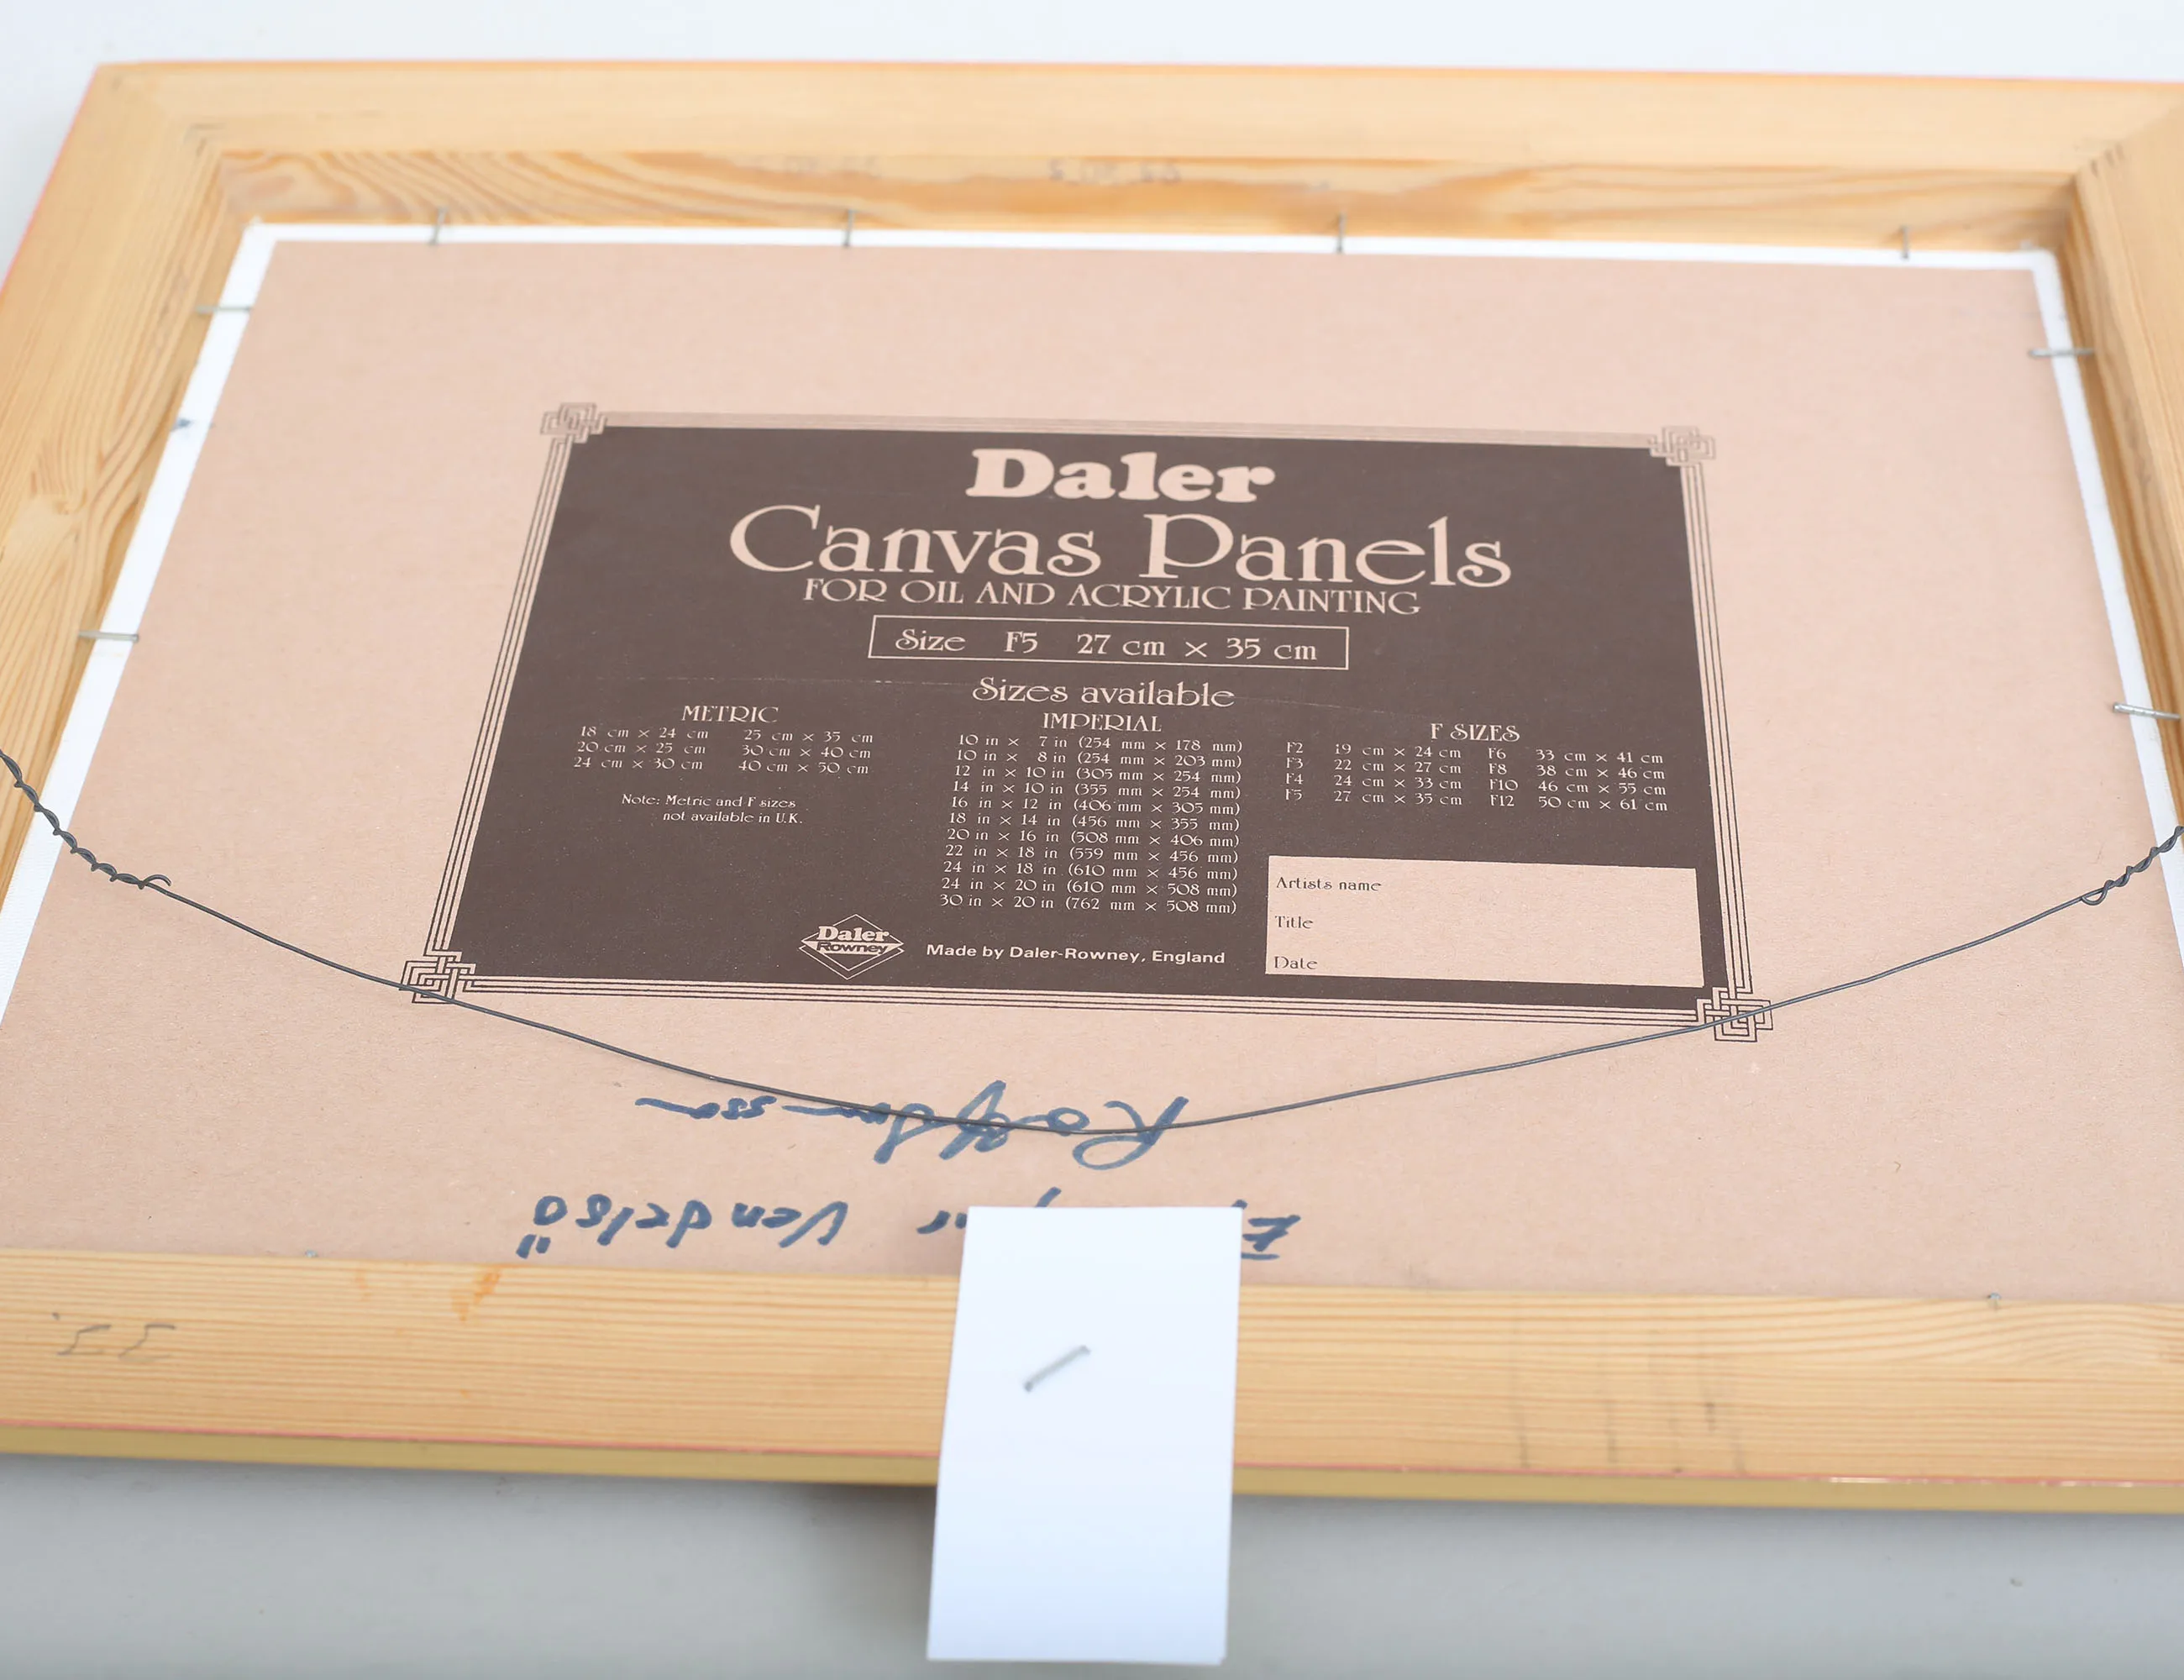 Daler
Canvas Panels
FOR OIL AND ACRYLIC PAINTING
Size F5 27 cm × 35 cm
Sizes available
METRIC
18 cm × 24 cm 25 cm × 35 cm
20 cm × 25 cm 30 cm × 40 cm
24 cm × 30 cm 40 cm × 50 cm
Note: Metric and F sizes
not available in U.K.
IMPERIAL
10 in × 7 in (254 mm × 178 mm)
10 in × 8 in (254 mm × 203 mm)
12 in × 10 in (305 mm × 254 mm)
14 in × 10 in (355 mm × 254 mm)
16 in × 12 in (406 mm × 305 mm)
18 in × 14 in (456 mm × 355 mm)
20 in × 16 in (508 mm × 406 mm)
22 in × 18 in (559 mm × 456 mm)
24 in × 18 in (610 mm × 456 mm)
24 in × 20 in (610 mm × 508 mm)
30 in × 20 in (762 mm × 508 mm)
F SIZES
F2 19 cm × 24 cm F6 33 cm × 41 cm
F3 22 cm × 27 cm F8 38 cm × 46 cm
F4 24 cm × 33 cm F10 46 cm × 55 cm
F5 27 cm × 35 cm F12 50 cm × 61 cm
Artists name
Title
Date
Daler
Rowney
Made by Daler-Rowney, England
Vendelsö